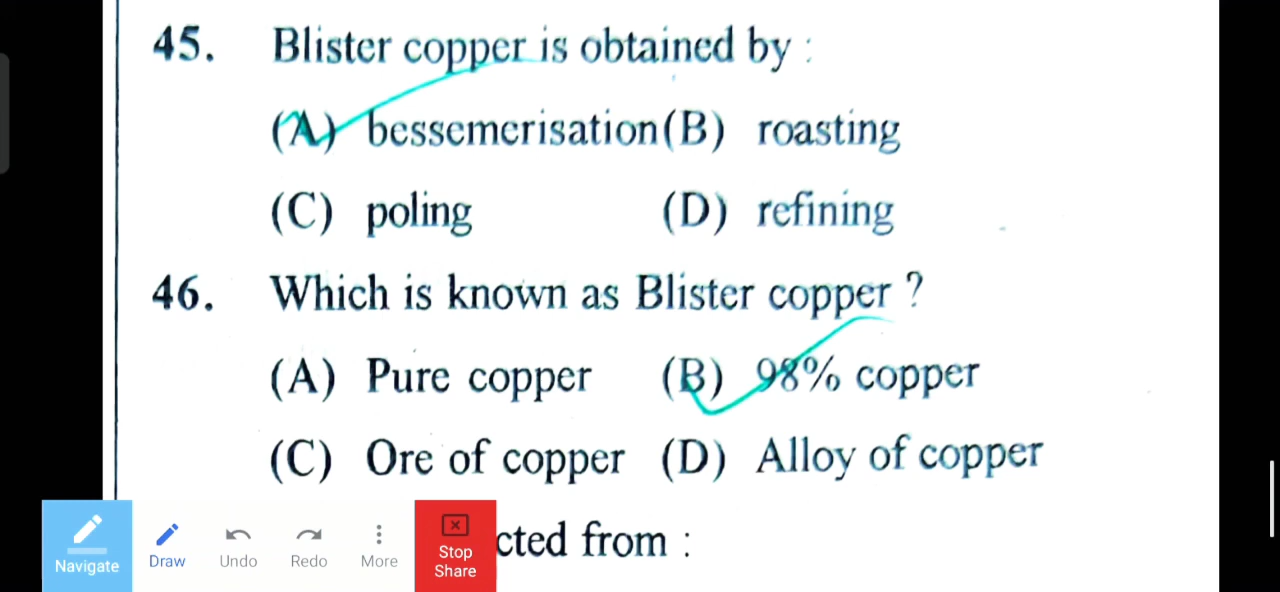 45. Blister copper is obtained by :
(A) bessemerisation (B) roasting
(C) poling (D) refining
46. Which is known as Blister copper ?
(A) Pure copper (B) 98% copper
(C) Ore of copper (D) Alloy of copper
cted from :
Navigate Draw Undo Redo More Stop Share